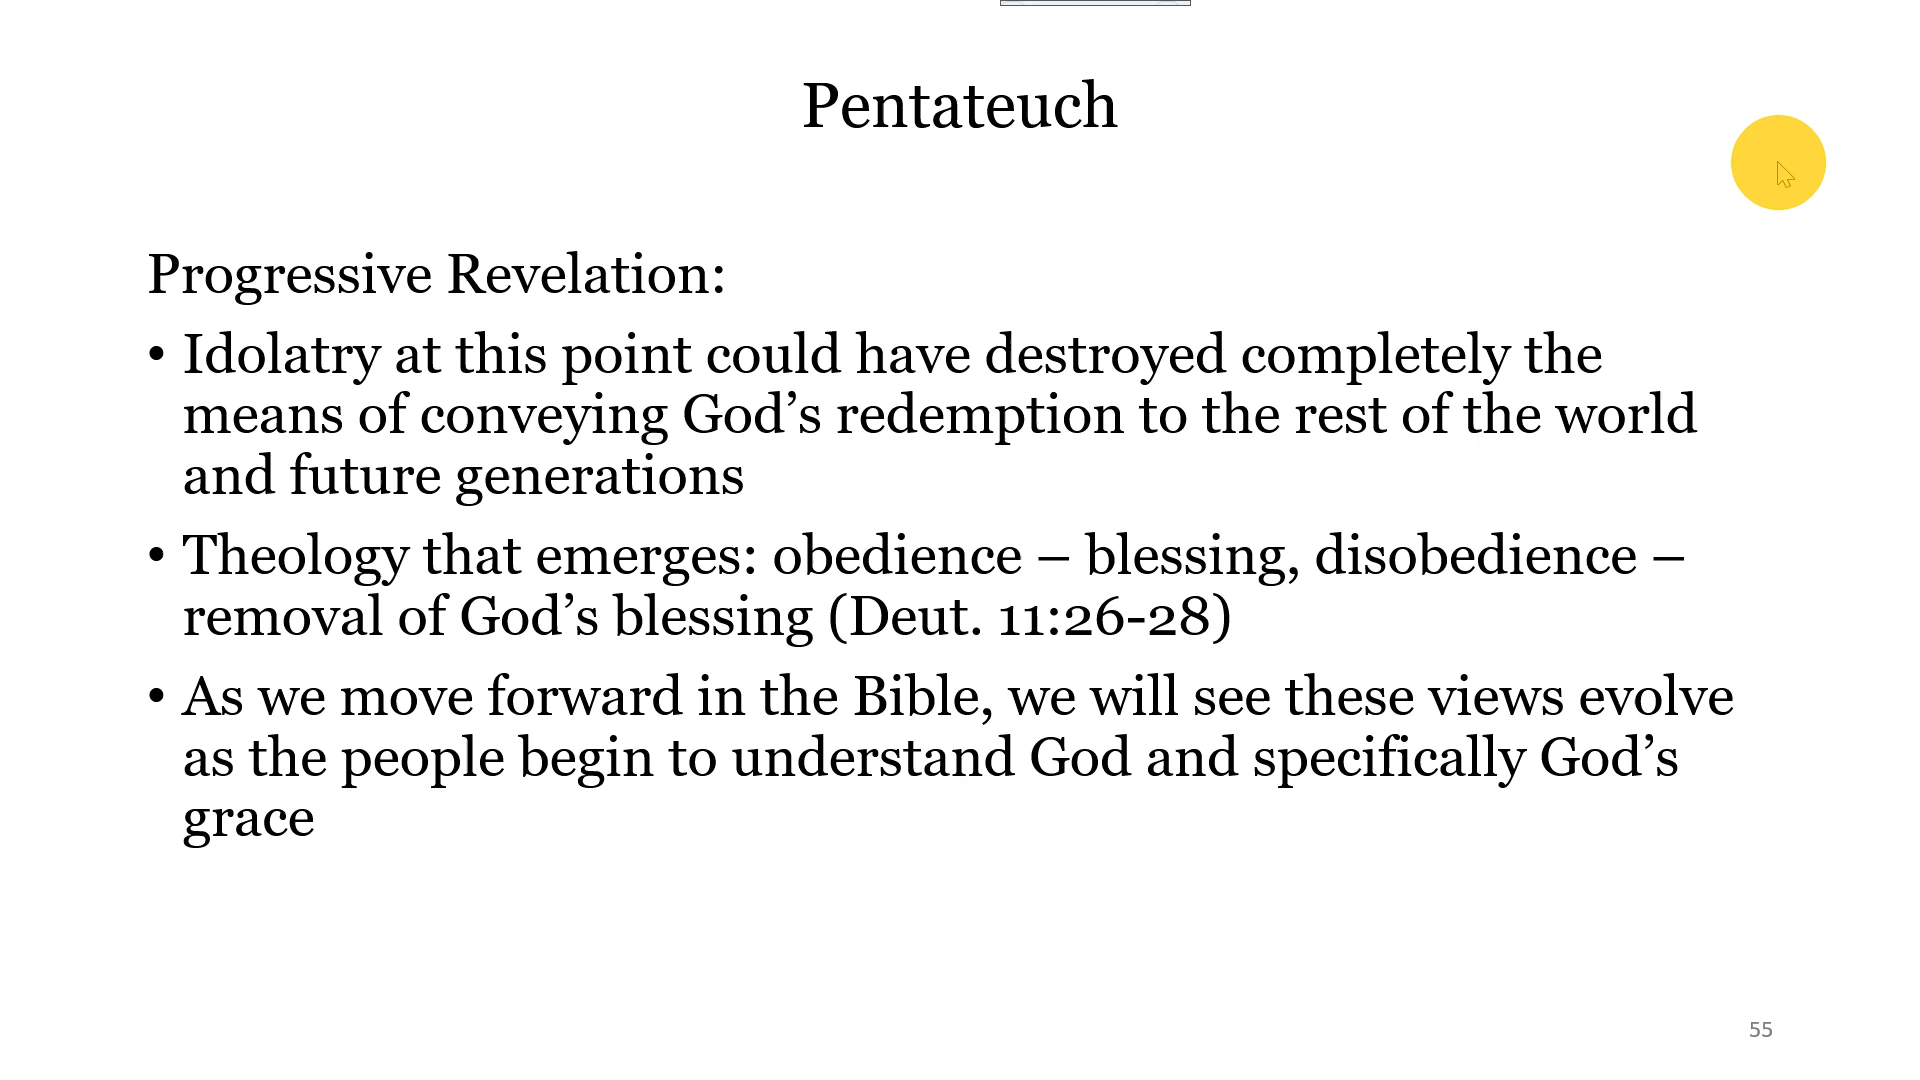 Pentateuch
Progressive Revelation:
• Idolatry at this point could have destroyed completely the
means of conveying God’s redemption to the rest of the world
and future generations
• Theology that emerges: obedience – blessing, disobedience –
removal of God’s blessing (Deut. 11:26-28)
• As we move forward in the Bible, we will see these views evolve
as the people begin to understand God and specifically God’s
grace
55